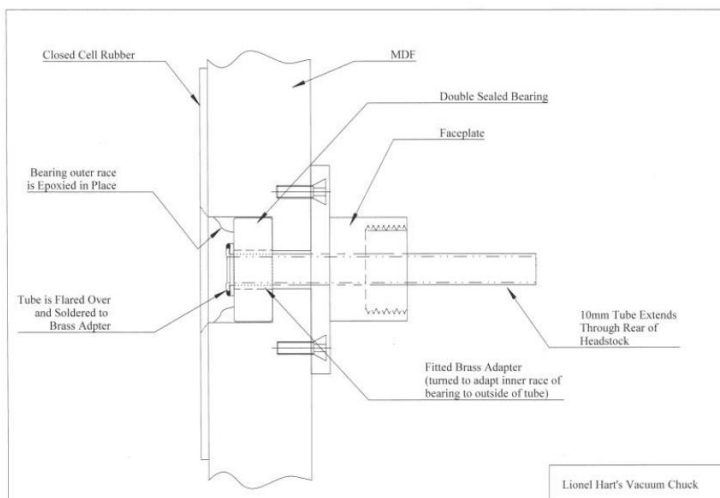 Closed Cell Rubber
MDF
Double Sealed Bearing
Faceplate
Bearing outer race
is Epoxied in Place
Tube is Flared Over
and Soldered to
Brass Adpter
10mm Tube Extends
Through Rear of
Headstock
Fitted Brass Adapter
(turned to adapt inner race of
bearing to outside of tube)
Lionel Hart's Vacuum Chuck